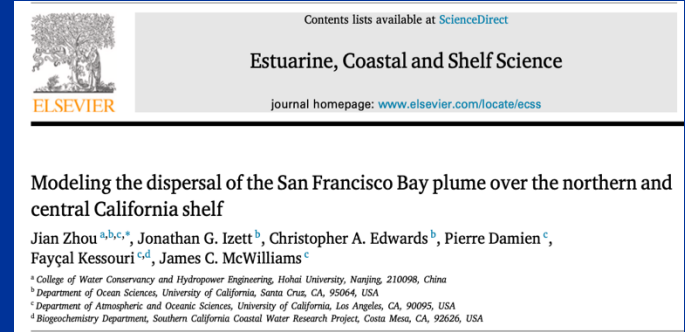 Contents lists available at ScienceDirect
Estuarine, Coastal and Shelf Science
ELSEVIER
journal homepage: www.elsevier.com/locate/ecss
Modeling the dispersal of the San Francisco Bay plume over the northern and
central California shelf
Jian Zhou a,b,c,*, Jonathan G. Izett b, Christopher A. Edwards b, Pierre Damien c,
Fayçal Kessouri c,d, James C. McWilliams c
a College of Water Conservancy and Hydropower Engineering, Hohai University, Nanjing, 210098, China
b Department of Ocean Sciences, University of California, Santa Cruz, CA, 95064, USA
c Department of Atmospheric and Oceanic Sciences, University of California, Los Angeles, CA, 90095, USA
d Biogeochemistry Department, Southern California Coastal Water Research Project, Costa Mesa, CA, 92626, USA